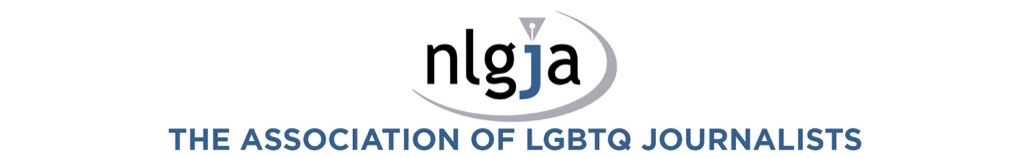 nlgja
THE ASSOCIATION OF LGBTQ JOURNALISTS